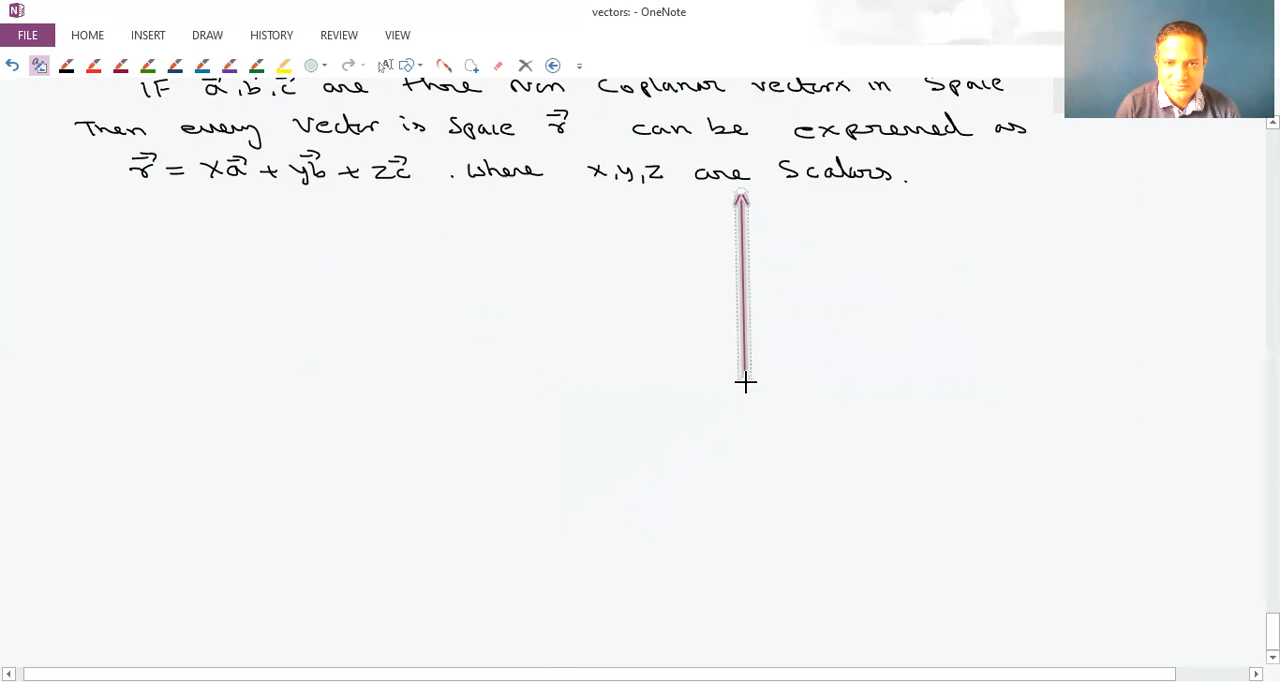 vectors: - OneNote
FILE HOME INSERT DRAW HISTORY REVIEW VIEW
IF a⃗, b⃗, c⃗ are three non coplanar vectors in space
Then every vector is space r⃗ can be expressed as
r⃗ = xa⃗ + yb⃗ + zc⃗ . where x, y, z are scalars.